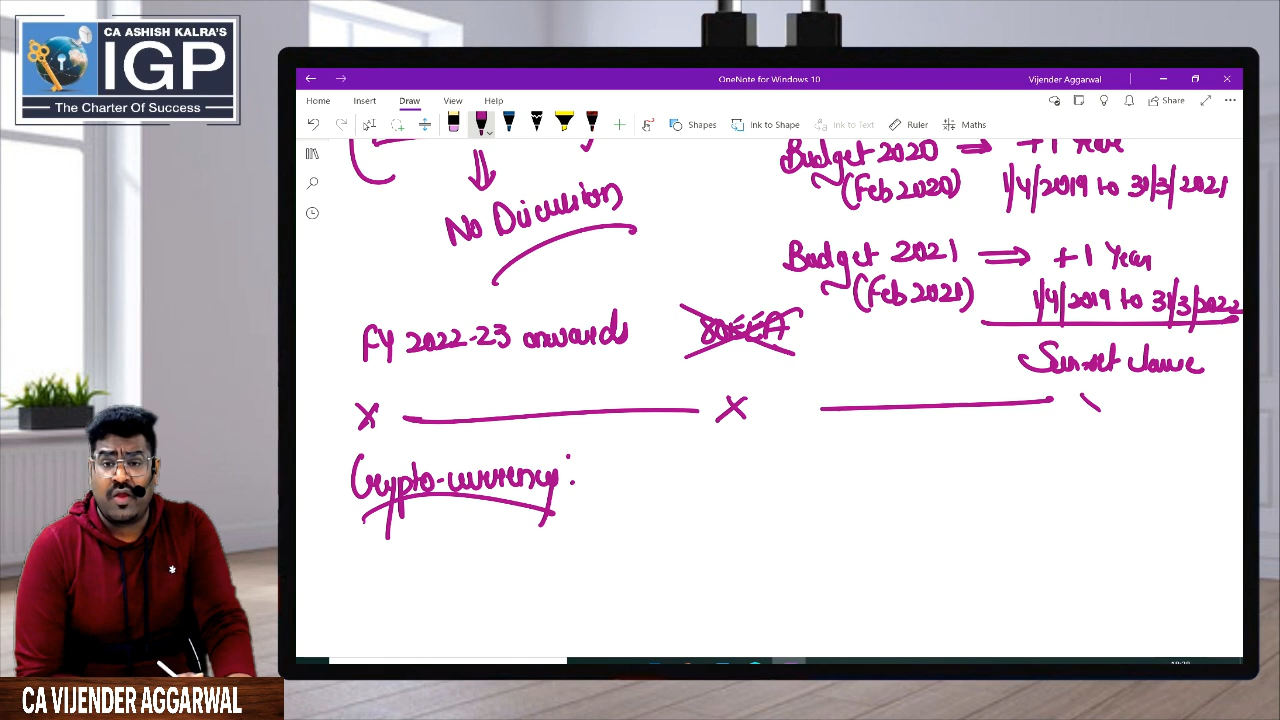 CA ASHISH KALRA'S
IGP
The Charter Of Success
OneNote for Windows 10
Vijender Aggarwal
Home
Insert
Draw
View
Help
Share
Shapes
Ink to Shape
Ink to Text
Ruler
Maths
Budget 2020 ⇒ +1 Year
(Feb 2020) 1/4/2019 to 31/3/2021
No Discussion
Budget 2021 ⇒ +1 Year
(Feb 2021) 1/4/2019 to 31/3/2022
FY 2022-23 onwards 80EEA
Sunset clause
X X
Crypto-currency:
CA VIJENDER AGGARWAL